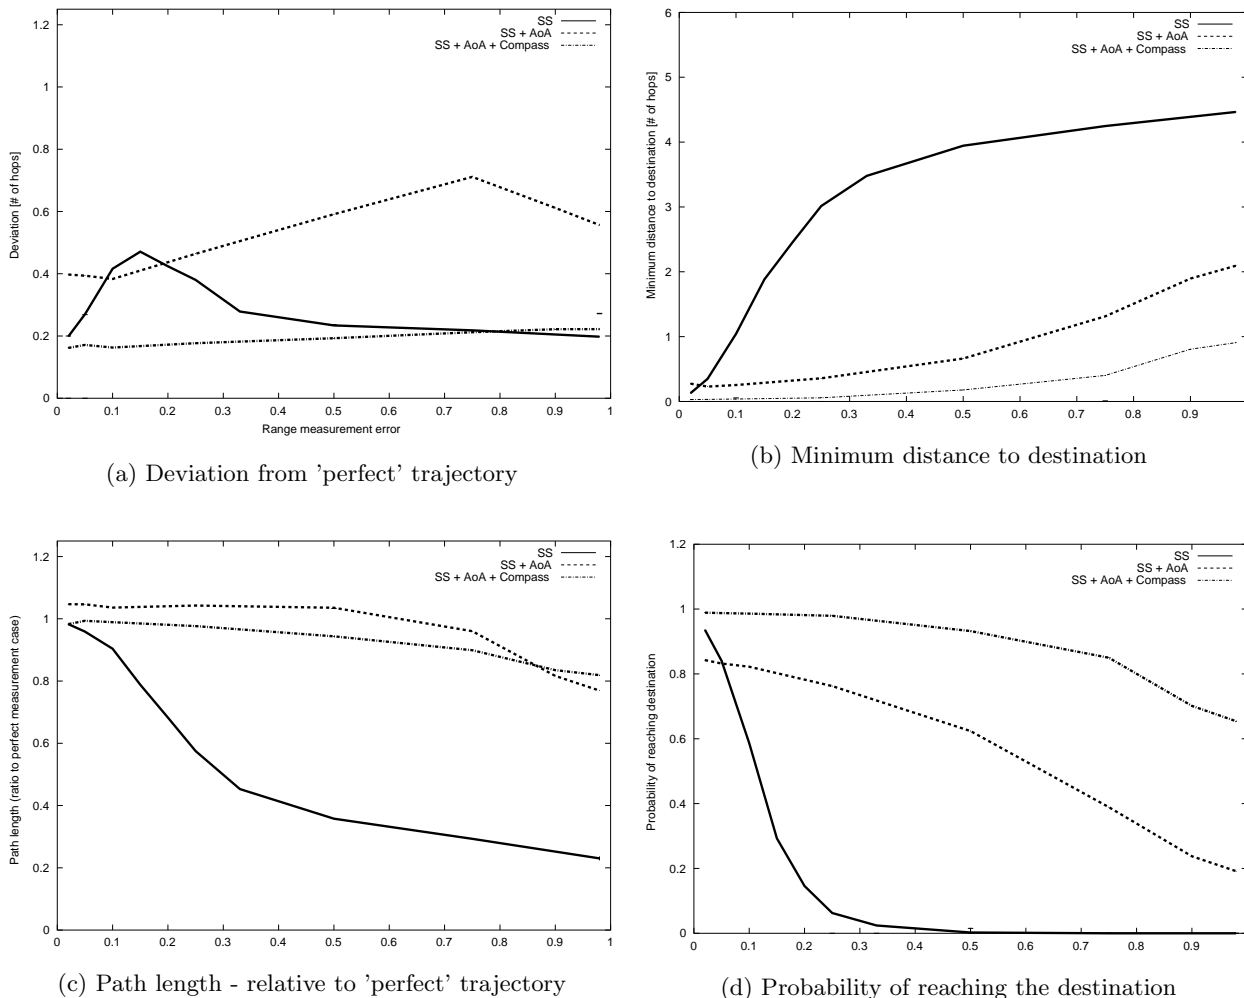 SS
SS + AoA
SS + AoA + Compass
1.2
1
0.8
0.6
0.4
0.2
0
Deviation [# of hops]
0 0.1 0.2 0.3 0.4 0.5 0.6 0.7 0.8 0.9 1
Range measurement error
(a) Deviation from 'perfect' trajectory
SS
SS + AoA
SS + AoA + Compass
6
5
4
3
2
1
0
Minimum distance to destination [# of hops]
0 0.1 0.2 0.3 0.4 0.5 0.6 0.7 0.8 0.9
(b) Minimum distance to destination
SS
SS + AoA
SS + AoA + Compass
1.2
1
0.8
0.6
0.4
0.2
0
Path length (ratio to perfect measurement case)
0 0.1 0.2 0.3 0.4 0.5 0.6 0.7 0.8 0.9 1
(c) Path length - relative to 'perfect' trajectory
SS
SS + AoA
SS + AoA + Compass
1.2
1
0.8
0.6
0.4
0.2
0
Probability of reaching destination
0 0.1 0.2 0.3 0.4 0.5 0.6 0.7 0.8 0.9
(d) Probability of reaching the destination